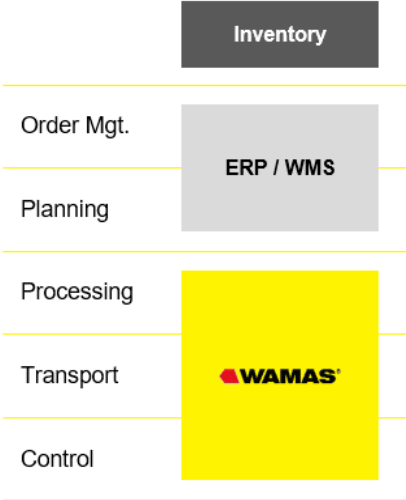 Inventory
Order Mgt.
ERP / WMS
Planning
Processing
Transport
WAMAS®
Control